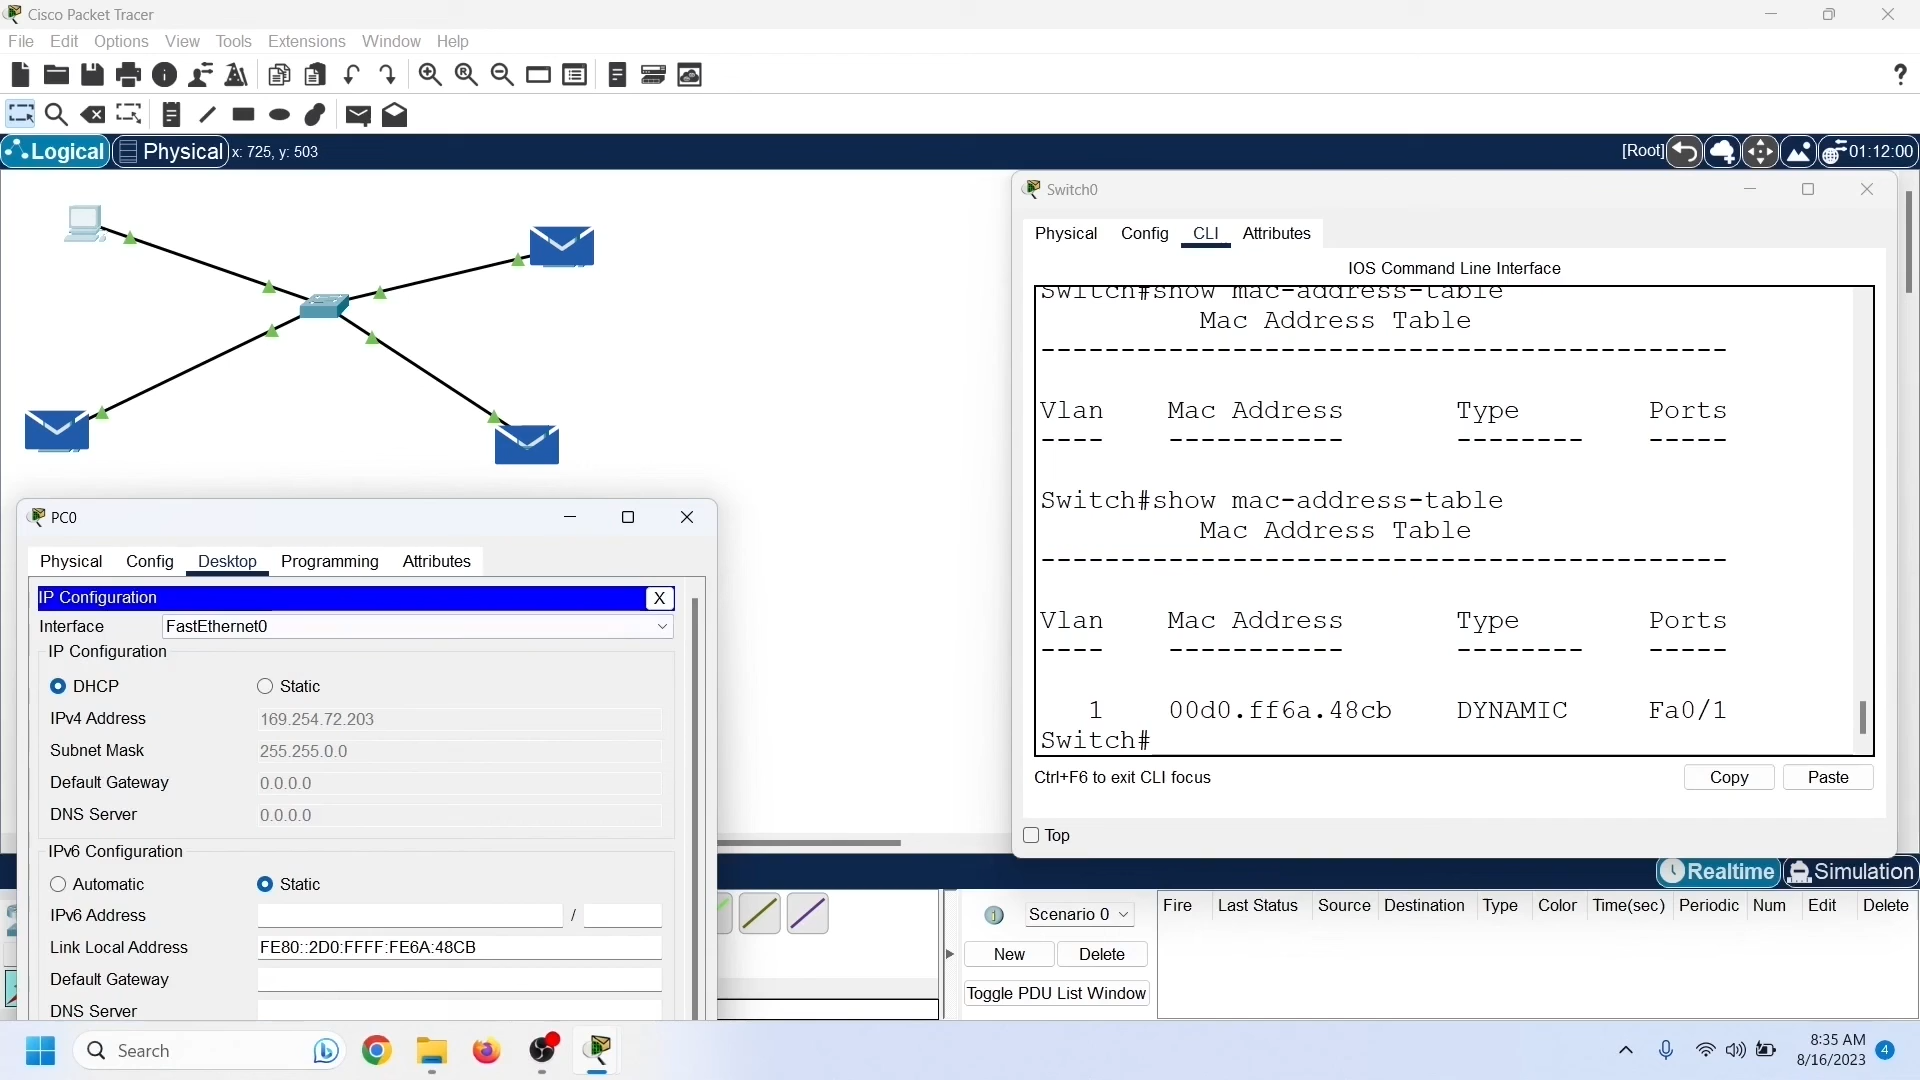 Cisco Packet Tracer
File Edit Options View Tools Extensions Window Help
Logical Physical x: 725, y: 503 [Root] 01:12:00
Switch0
Physical Config CLI Attributes
IOS Command Line Interface
Switch#show mac-address-table
Mac Address Table
-------------------------------------------
Vlan Mac Address Type Ports
---- ----------- -------- -----
Switch#show mac-address-table
Mac Address Table
-------------------------------------------
Vlan Mac Address Type Ports
---- ----------- -------- -----
1 00d0.ff6a.48cb DYNAMIC Fa0/1
Switch#
Ctrl+F6 to exit CLI focus
Copy Paste
Top
PC0
Physical Config Desktop Programming Attributes
IP Configuration X
Interface FastEthernet0
IP Configuration
DHCP Static
IPv4 Address 169.254.72.203
Subnet Mask 255.255.0.0
Default Gateway 0.0.0.0
DNS Server 0.0.0.0
IPv6 Configuration
Automatic Static
IPv6 Address /
Link Local Address FE80::2D0:FFFF:FE6A:48CB
Default Gateway
DNS Server
Realtime Simulation
Scenario 0
New Delete
Toggle PDU List Window
Fire Last Status Source Destination Type Color Time(sec) Periodic Num Edit Delete
Search
8:35 AM
8/16/2023 4